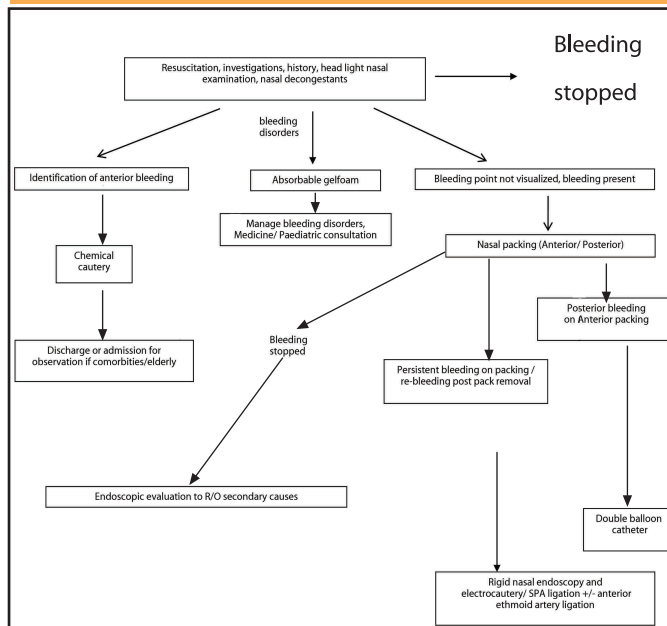 Resuscitation, investigations, history, head light nasal
examination, nasal decongestants
Bleeding
stopped
bleeding
disorders
Identification of anterior bleeding
Absorbable gelfoam
Bleeding point not visualized, bleeding present
Manage bleeding disorders,
Medicine/ Paediatric consultation
Nasal packing (Anterior/ Posterior)
Chemical
cautery
Posterior bleeding
on Anterior packing
Bleeding
stopped
Discharge or admission for
observation if comorbities/elderly
Persistent bleeding on packing /
re-bleeding post pack removal
Endoscopic evaluation to R/O secondary causes
Double balloon
catheter
Rigid nasal endoscopy and
electrocautery/ SPA ligation +/- anterior
ethmoid artery ligation